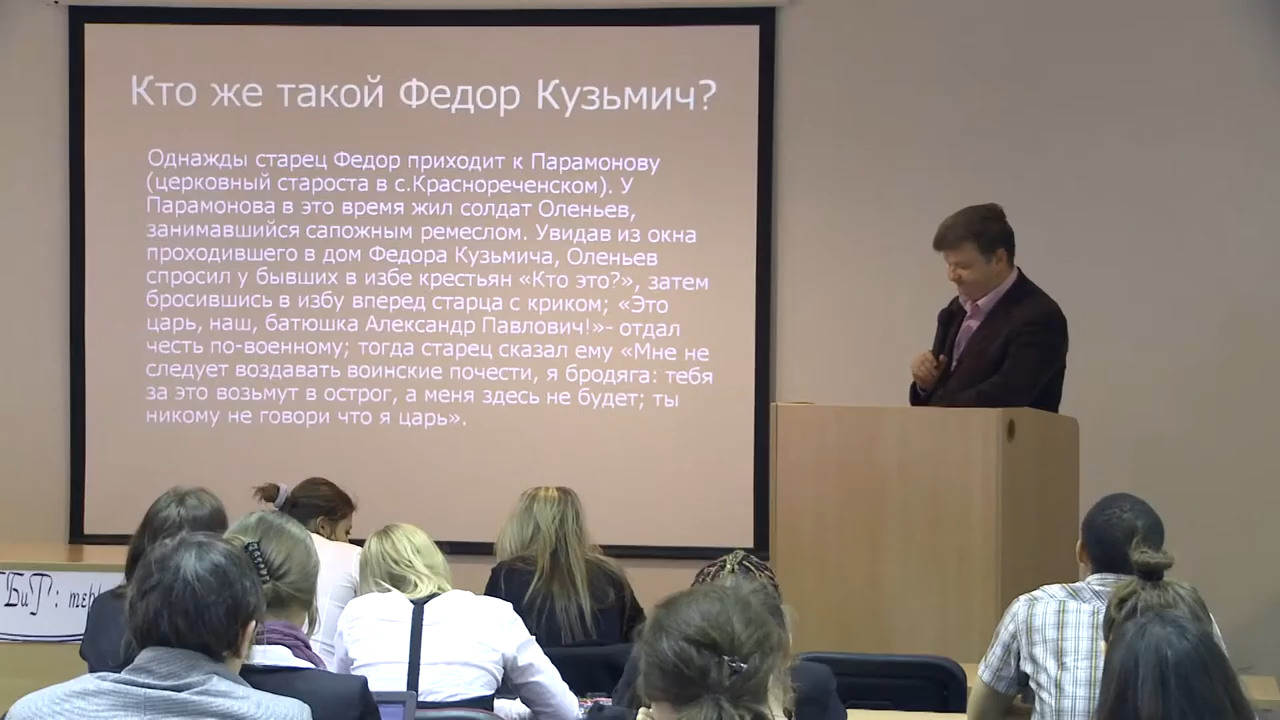 Кто же такой Федор Кузьмич?
Однажды старец Федор приходит к Парамонову
(церковный староста в с.Краснореченском). У
Парамонова в это время жил солдат Оленьев,
занимавшийся сапожным ремеслом. Увидав из окна
проходившего в дом Федора Кузьмича, Оленьев
спросил у бывших в избе крестьян «Кто это?», затем
бросившись в избу вперед старца с криком; «Это
царь, наш, батюшка Александр Павлович!»- отдал
честь по-военному; тогда старец сказал ему «Мне не
следует воздавать воинские почести, я бродяга: тебя
за это возьмут в острог, а меня здесь не будет; ты
никому не говори что я царь».